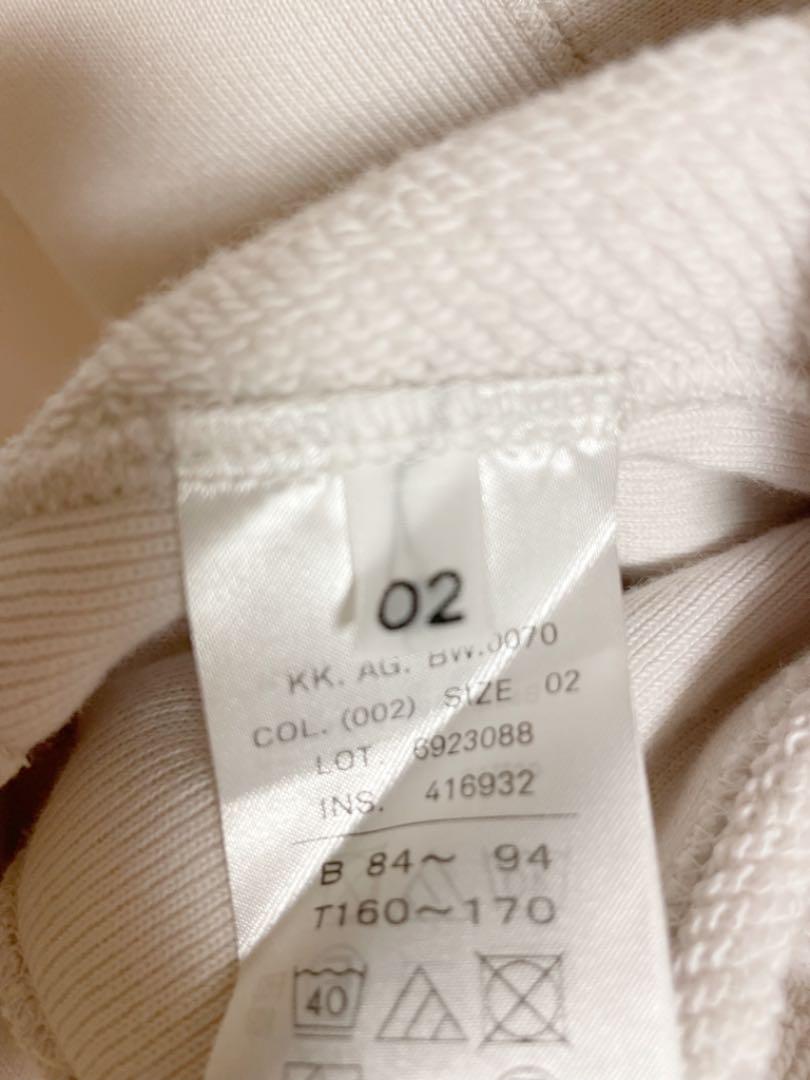 02
KK. AG. BW.0070
COL. (002) SIZE 02
LOT. 6923088
INS. 416932
B 84~ 94
T160~170
40